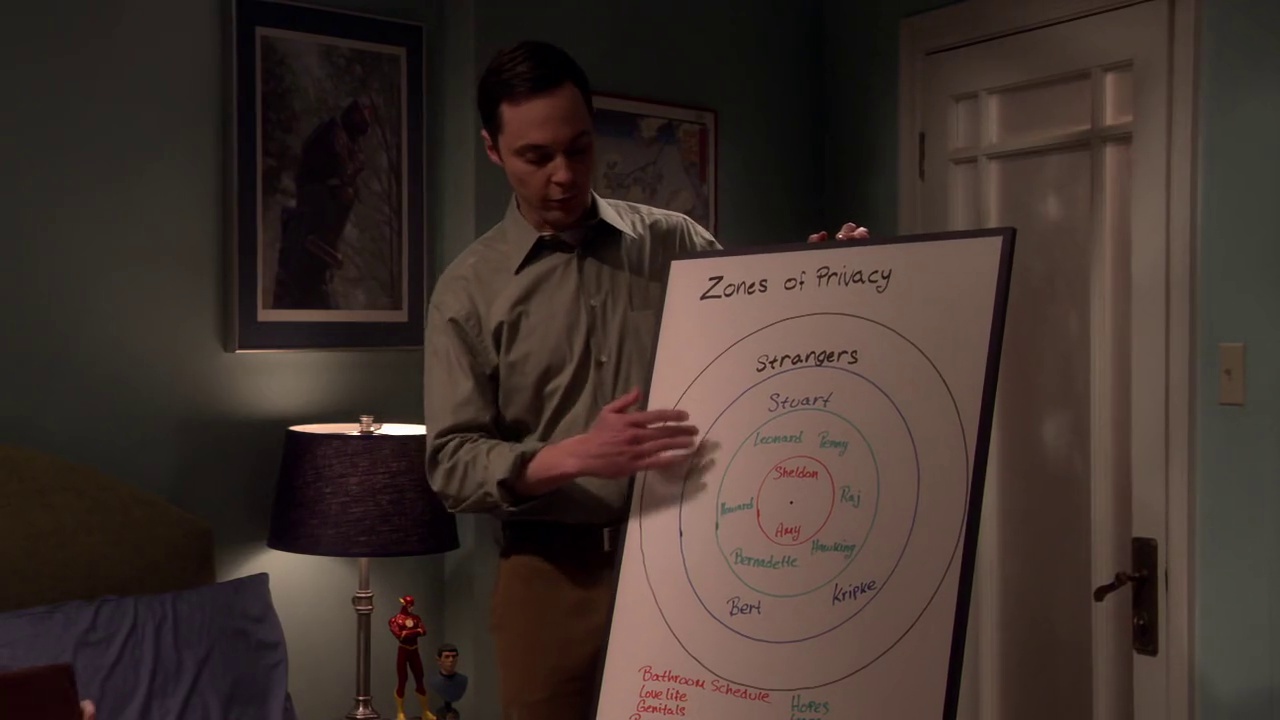 Zones of Privacy
Strangers
Stuart
Leonard Penny
Sheldon
Howard Raj
Amy
Bernadette Hawking
Bert Kripke
Bathroom Schedule
Love life
Genitals
Hopes